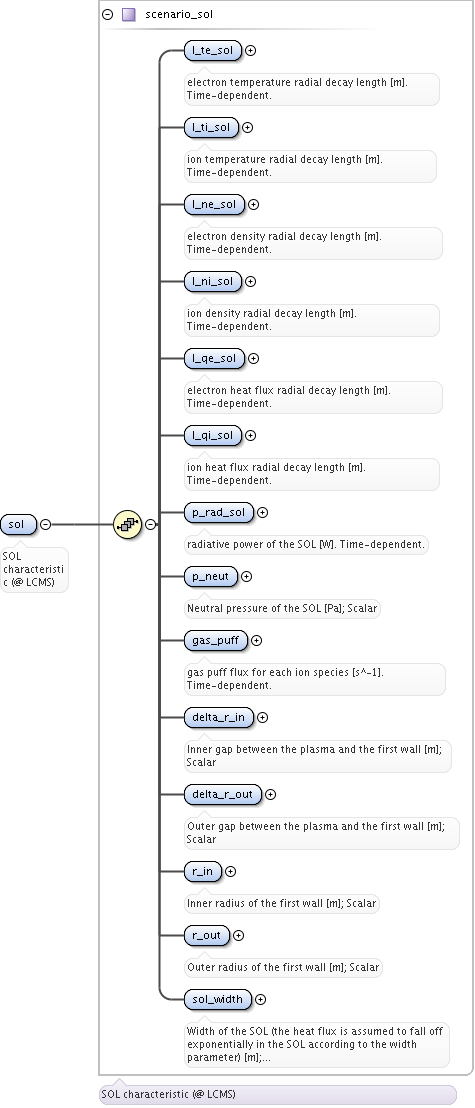 scenario_sol
l_te_sol
electron temperature radial decay length [m].
Time-dependent.
l_ti_sol
ion temperature radial decay length [m].
Time-dependent.
l_ne_sol
electron density radial decay length [m].
Time-dependent.
l_ni_sol
ion density radial decay length [m].
Time-dependent.
l_qe_sol
electron heat flux radial decay length [m].
Time-dependent.
l_qi_sol
ion heat flux radial decay length [m].
Time-dependent.
sol
SOL
characteristi
c (@ LCMS)
p_rad_sol
radiative power of the SOL [W]. Time-dependent.
p_neut
Neutral pressure of the SOL [Pa]; Scalar
gas_puff
gas puff flux for each ion species [s^-1].
Time-dependent.
delta_r_in
Inner gap between the plasma and the first wall [m];
Scalar
delta_r_out
Outer gap between the plasma and the first wall [m];
Scalar
r_in
Inner radius of the first wall [m]; Scalar
r_out
Outer radius of the first wall [m]; Scalar
sol_width
Width of the SOL (the heat flux is assumed to fall off
exponentially in the SOL according to the width
parameter) [m];...
SOL characteristic (@ LCMS)